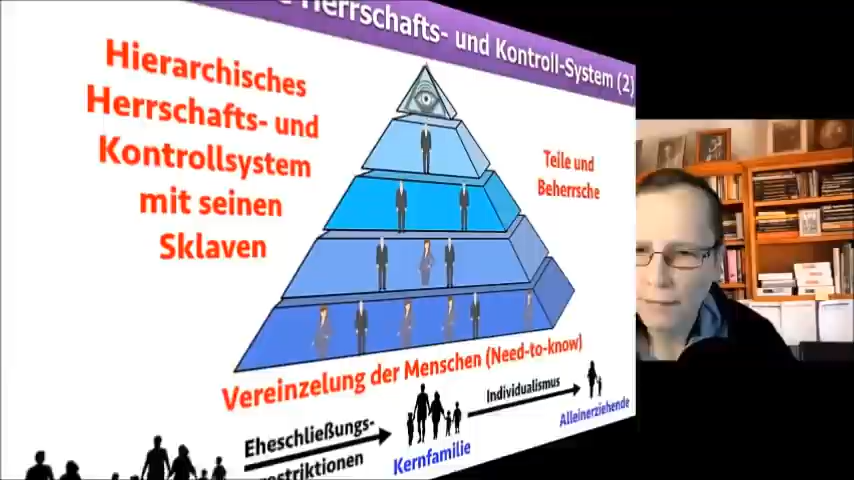 Herrschafts- und Kontroll-System (2)
Hierarchisches
Herrschafts- und
Kontrollsystem
mit seinen
Sklaven
Teile und
Beherrsche
Vereinzelung der Menschen (Need-to-know)
Eheschließungs-
Individualismus
Kernfamilie
Alleinerziehende